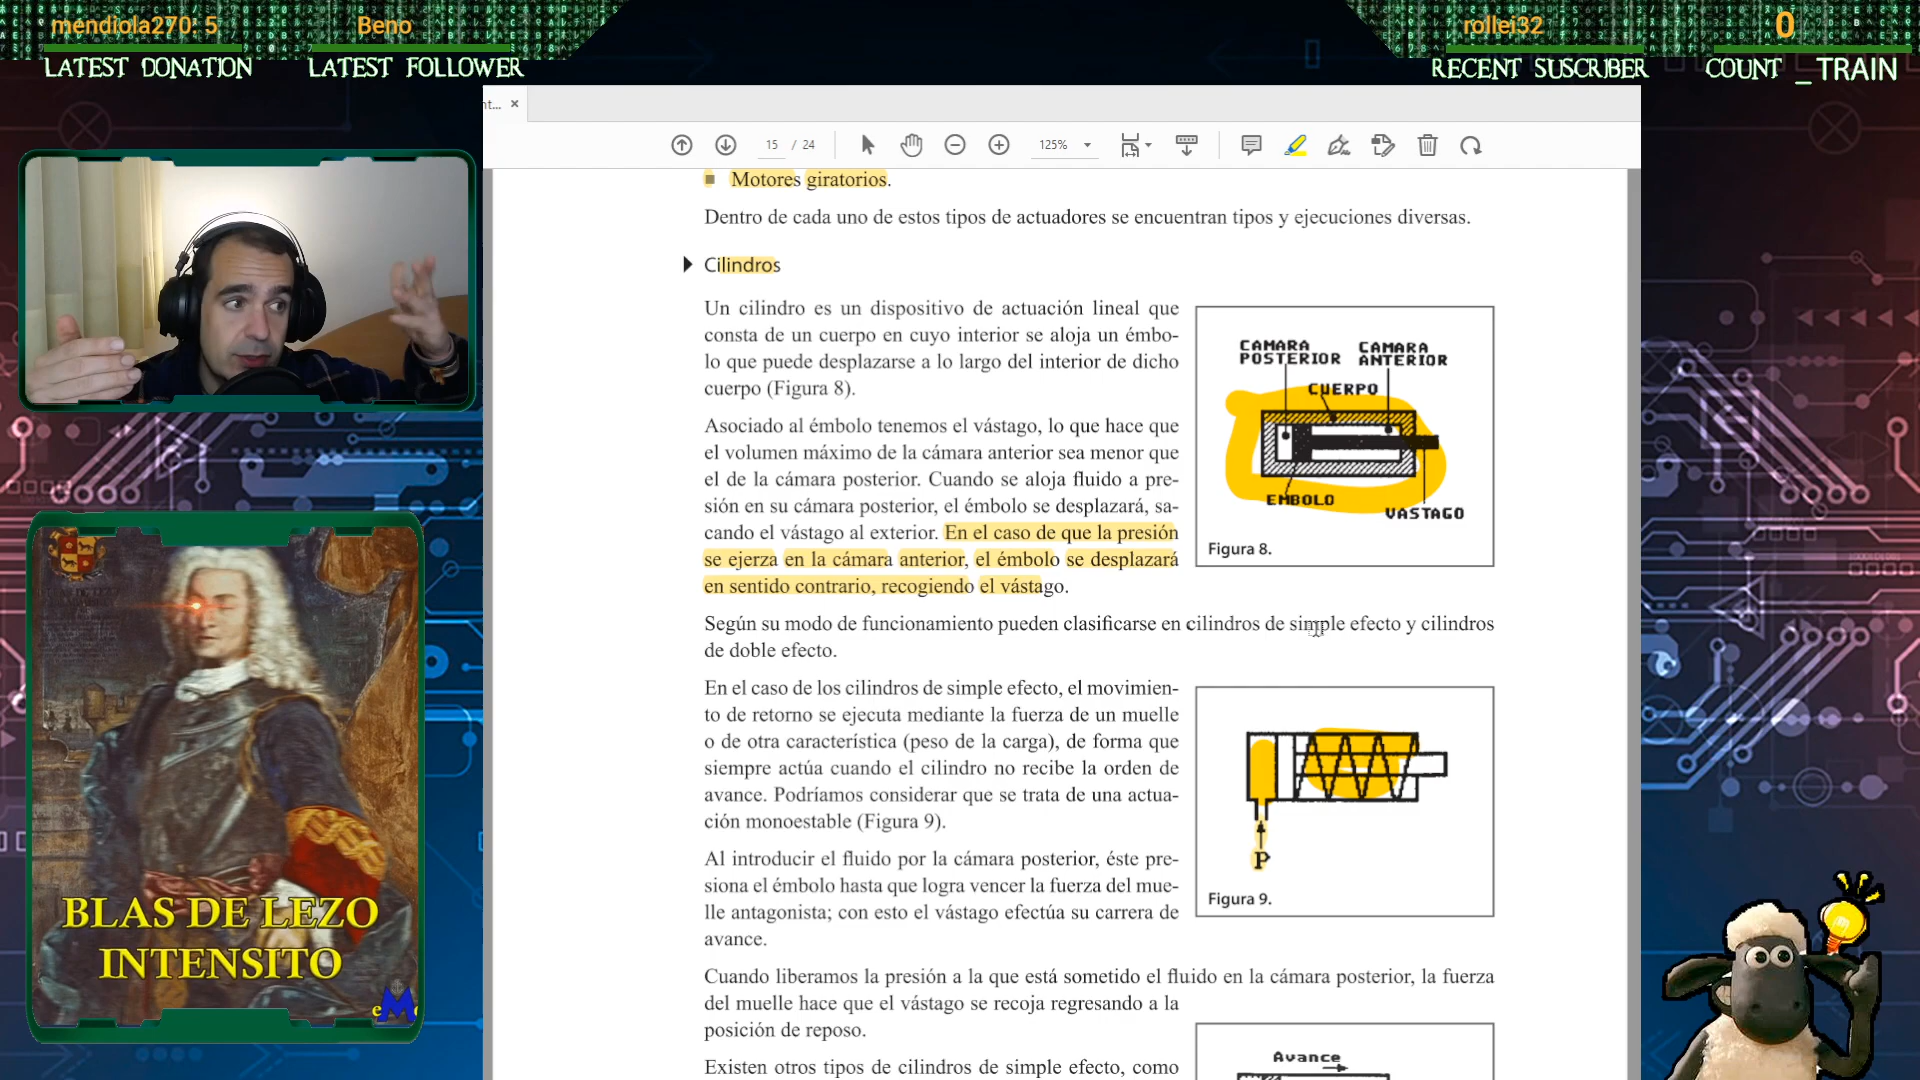 mendiola270: 5
Beno
rollei32
0
LATEST DONATION
LATEST FOLLOWER
RECENT SUSCRIBER
COUNT _TRAIN
nt...
15 / 24
125%
Motores giratorios.
Dentro de cada uno de estos tipos de actuadores se encuentran tipos y ejecuciones diversas.
Cilindros
Un cilindro es un dispositivo de actuación lineal que
consta de un cuerpo en cuyo interior se aloja un émbo-
lo que puede desplazarse a lo largo del interior de dicho
cuerpo (Figura 8).
Asociado al émbolo tenemos el vástago, lo que hace que
el volumen máximo de la cámara anterior sea menor que
el de la cámara posterior. Cuando se aloja fluido a pre-
sión en su cámara posterior, el émbolo se desplazará, sa-
cando el vástago al exterior. En el caso de que la presión
se ejerza en la cámara anterior, el émbolo se desplazará
en sentido contrario, recogiendo el vástago.
CAMARA
POSTERIOR
CAMARA
ANTERIOR
CUERPO
EMBOLO
VASTAGO
Figura 8.
Según su modo de funcionamiento pueden clasificarse en cilindros de simple efecto y cilindros
de doble efecto.
En el caso de los cilindros de simple efecto, el movimien-
to de retorno se ejecuta mediante la fuerza de un muelle
o de otra característica (peso de la carga), de forma que
siempre actúa cuando el cilindro no recibe la orden de
avance. Podríamos considerar que se trata de una actua-
ción monoestable (Figura 9).
Al introducir el fluido por la cámara posterior, éste pre-
siona el émbolo hasta que logra vencer la fuerza del mue-
lle antagonista; con esto el vástago efectúa su carrera de
avance.
P
Figura 9.
Cuando liberamos la presión a la que está sometido el fluido en la cámara posterior, la fuerza
del muelle hace que el vástago se recoja regresando a la
posición de reposo.
Existen otros tipos de cilindros de simple efecto, como
Avance
BLAS DE LEZO
INTENSITO